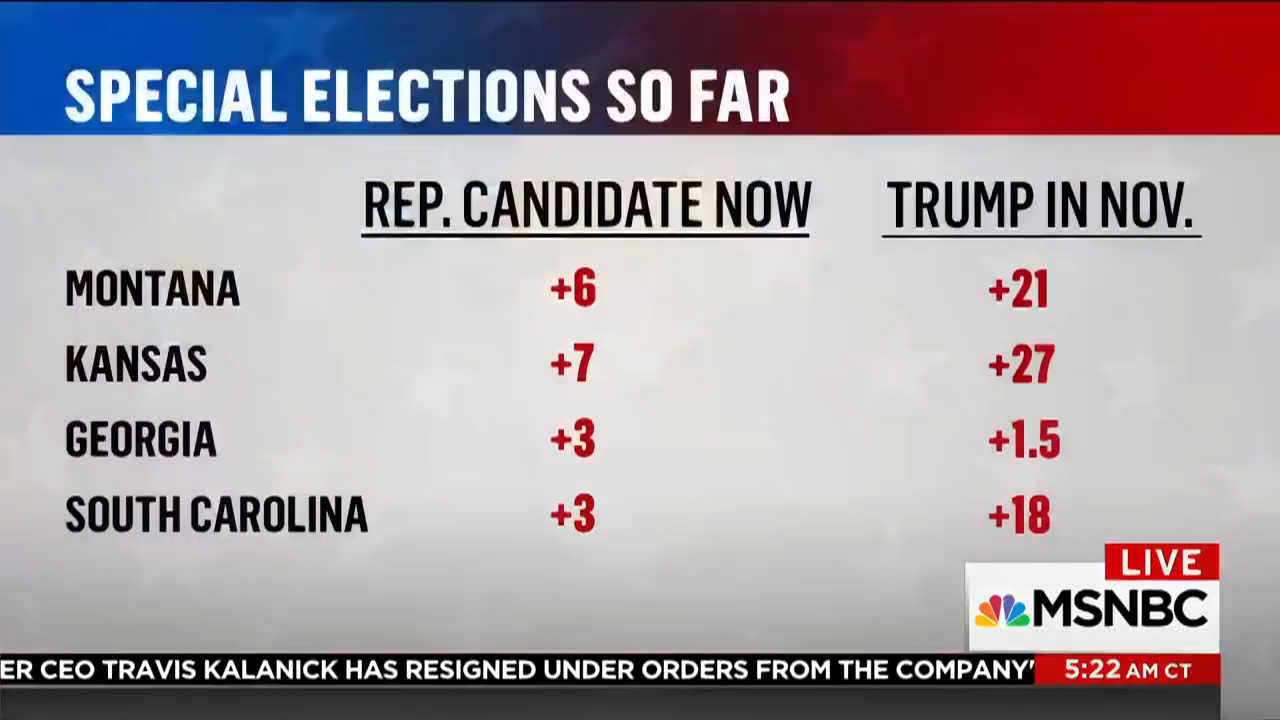 SPECIAL ELECTIONS SO FAR
REP. CANDIDATE NOW TRUMP IN NOV.
MONTANA +6 +21
KANSAS +7 +27
GEORGIA +3 +1.5
SOUTH CAROLINA +3 +18
LIVE
MSNBC
ER CEO TRAVIS KALANICK HAS RESIGNED UNDER ORDERS FROM THE COMPANY' 5:22 AM CT